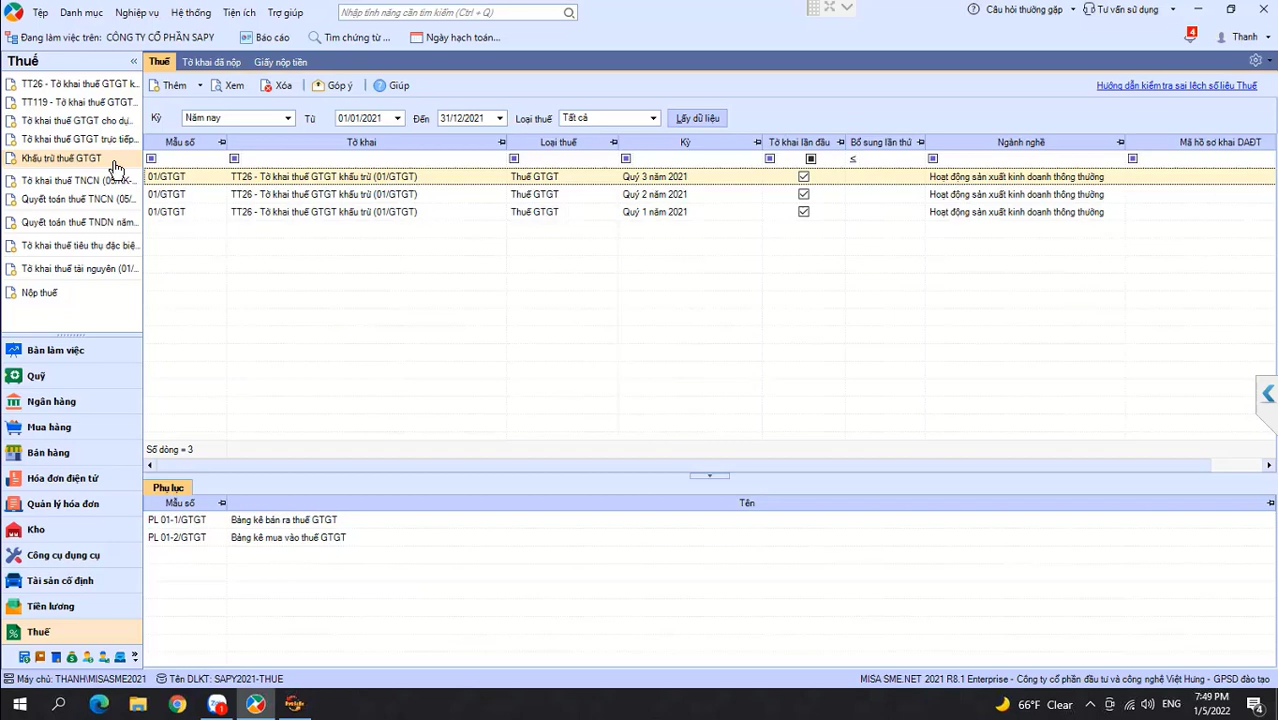 Tệp Danh mục Nghiệp vụ Hệ thống Tiện ích Trợ giúp Nhập tính năng cần tìm kiếm (Ctrl + Q) Câu hỏi thường gặp Tư vấn sử dụng
Đang làm việc trên: CÔNG TY CỔ PHẦN SAPY Báo cáo Tìm chứng từ ... Ngày hạch toán... 4 Thanh
Thuế «
Thuế Tờ khai đã nộp Giấy nộp tiền
TT26 - Tờ khai thuế GTGT k...
TT119 - Tờ khai thuế GTGT...
Tờ khai thuế GTGT cho dự..
Tờ khai thuế GTGT trực tiếp...
Khấu trừ thuế GTGT
Tờ khai thuế TNCN
Quyết toán thuế TNCN (05/..
Quyết toán thuế TNDN năm...
Tờ khai thuế tiêu thụ đặc biệ...
Tờ khai thuế tài nguyên (01/...
Nộp thuế
Bàn làm việc
Quỹ
Ngân hàng
Mua hàng
Bán hàng
Hóa đơn điện tử
Quản lý hóa đơn
Kho
Công cụ dụng cụ
Tài sản cố định
Tiền lương
Thuế
Thêm Xem Xóa Góp ý Giúp Hướng dẫn kiểm tra sai lệch số liệu Thuế
Kỳ Năm nay Từ 01/01/2021 Đến 31/12/2021 Loại thuế Tất cả Lấy dữ liệu
Mẫu số Tờ khai Loại thuế Kỳ Tờ khai lần đầu Bổ sung lần thứ Ngành nghề Mã hồ sơ khai DAĐT
≤
01/GTGT TT26 - Tờ khai thuế GTGT khấu trừ (01/GTGT) Thuế GTGT Quý 3 năm 2021 Hoạt động sản xuất kinh doanh thông thường
01/GTGT TT26 - Tờ khai thuế GTGT khấu trừ (01/GTGT) Thuế GTGT Quý 2 năm 2021 Hoạt động sản xuất kinh doanh thông thường
01/GTGT TT26 - Tờ khai thuế GTGT khấu trừ (01/GTGT) Thuế GTGT Quý 1 năm 2021 Hoạt động sản xuất kinh doanh thông thường
Số dòng = 3
Phụ lục
Mẫu số Tên
PL 01-1/GTGT Bảng kê bán ra thuế GTGT
PL 01-2/GTGT Bảng kê mua vào thuế GTGT
Máy chủ: THANH\MISASME2021 Tên DLKT: SAPY2021-THUE MISA SME.NET 2021 R8.1 Enterprise - Công ty cổ phần đầu tư và công nghệ Việt Hưng - GPSD đào tạo
66°F Clear ENG 7:49 PM
1/5/2022 4